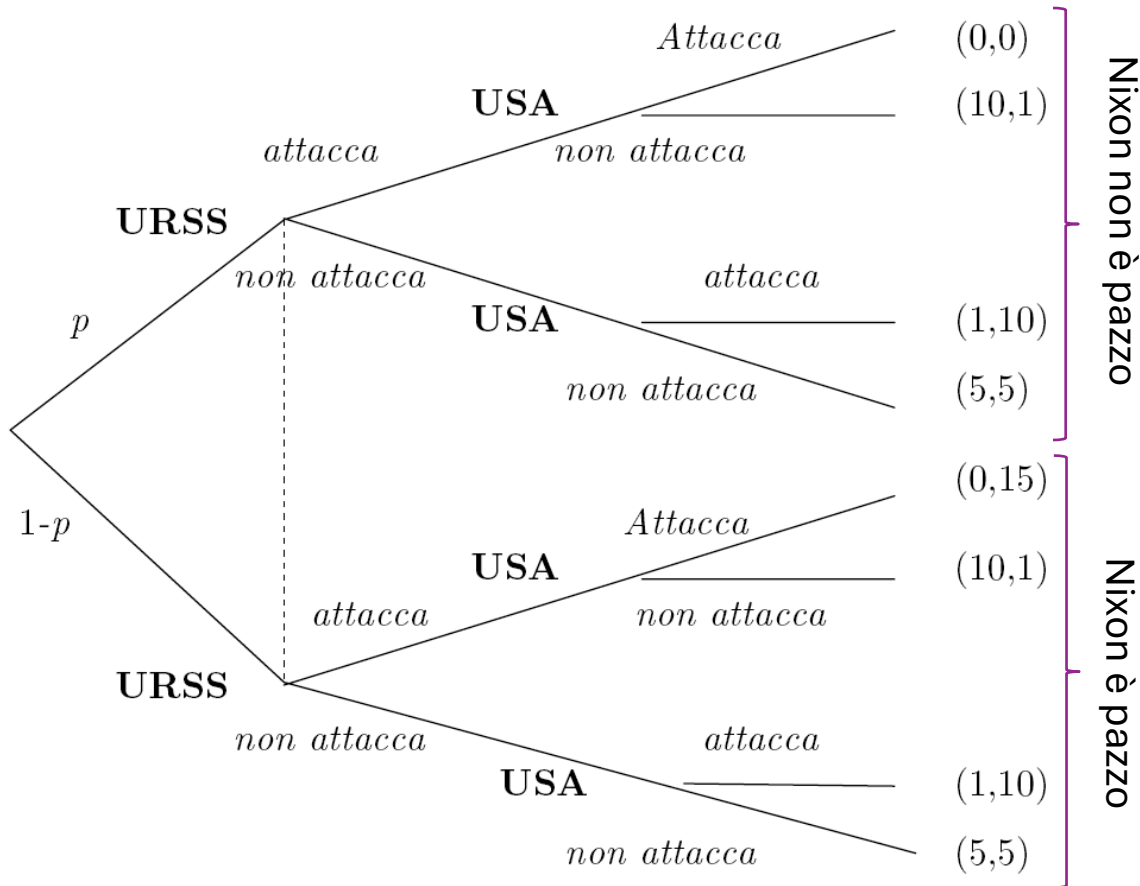 Attacca
(0,0)
USA
(10,1)
attacca
non attacca
URSS
non attacca
attacca
USA
(1,10)
p
non attacca
(5,5)
Nixon non è pazzo
(0,15)
1-p
Attacca
USA
(10,1)
attacca
non attacca
URSS
non attacca
attacca
USA
(1,10)
non attacca
(5,5)
Nixon è pazzo